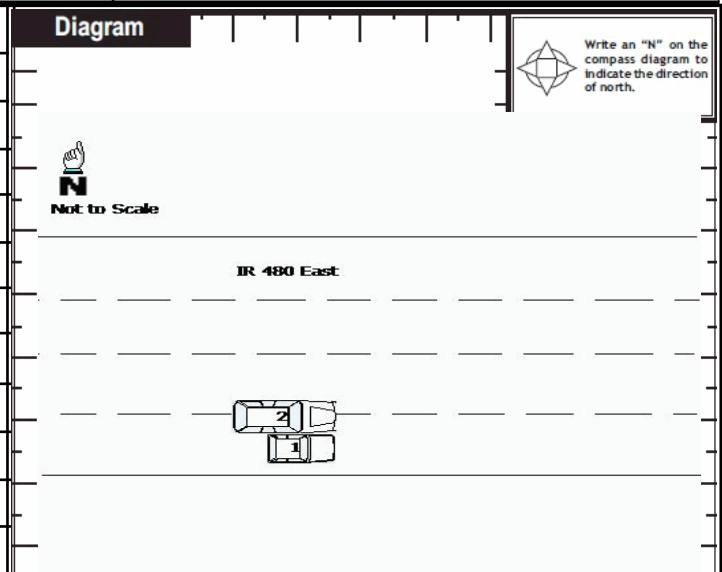 Diagram
Write an “N” on the
compass diagram to
indicate the direction
of north.
N
Not to Scale
IR 480 East
2
1